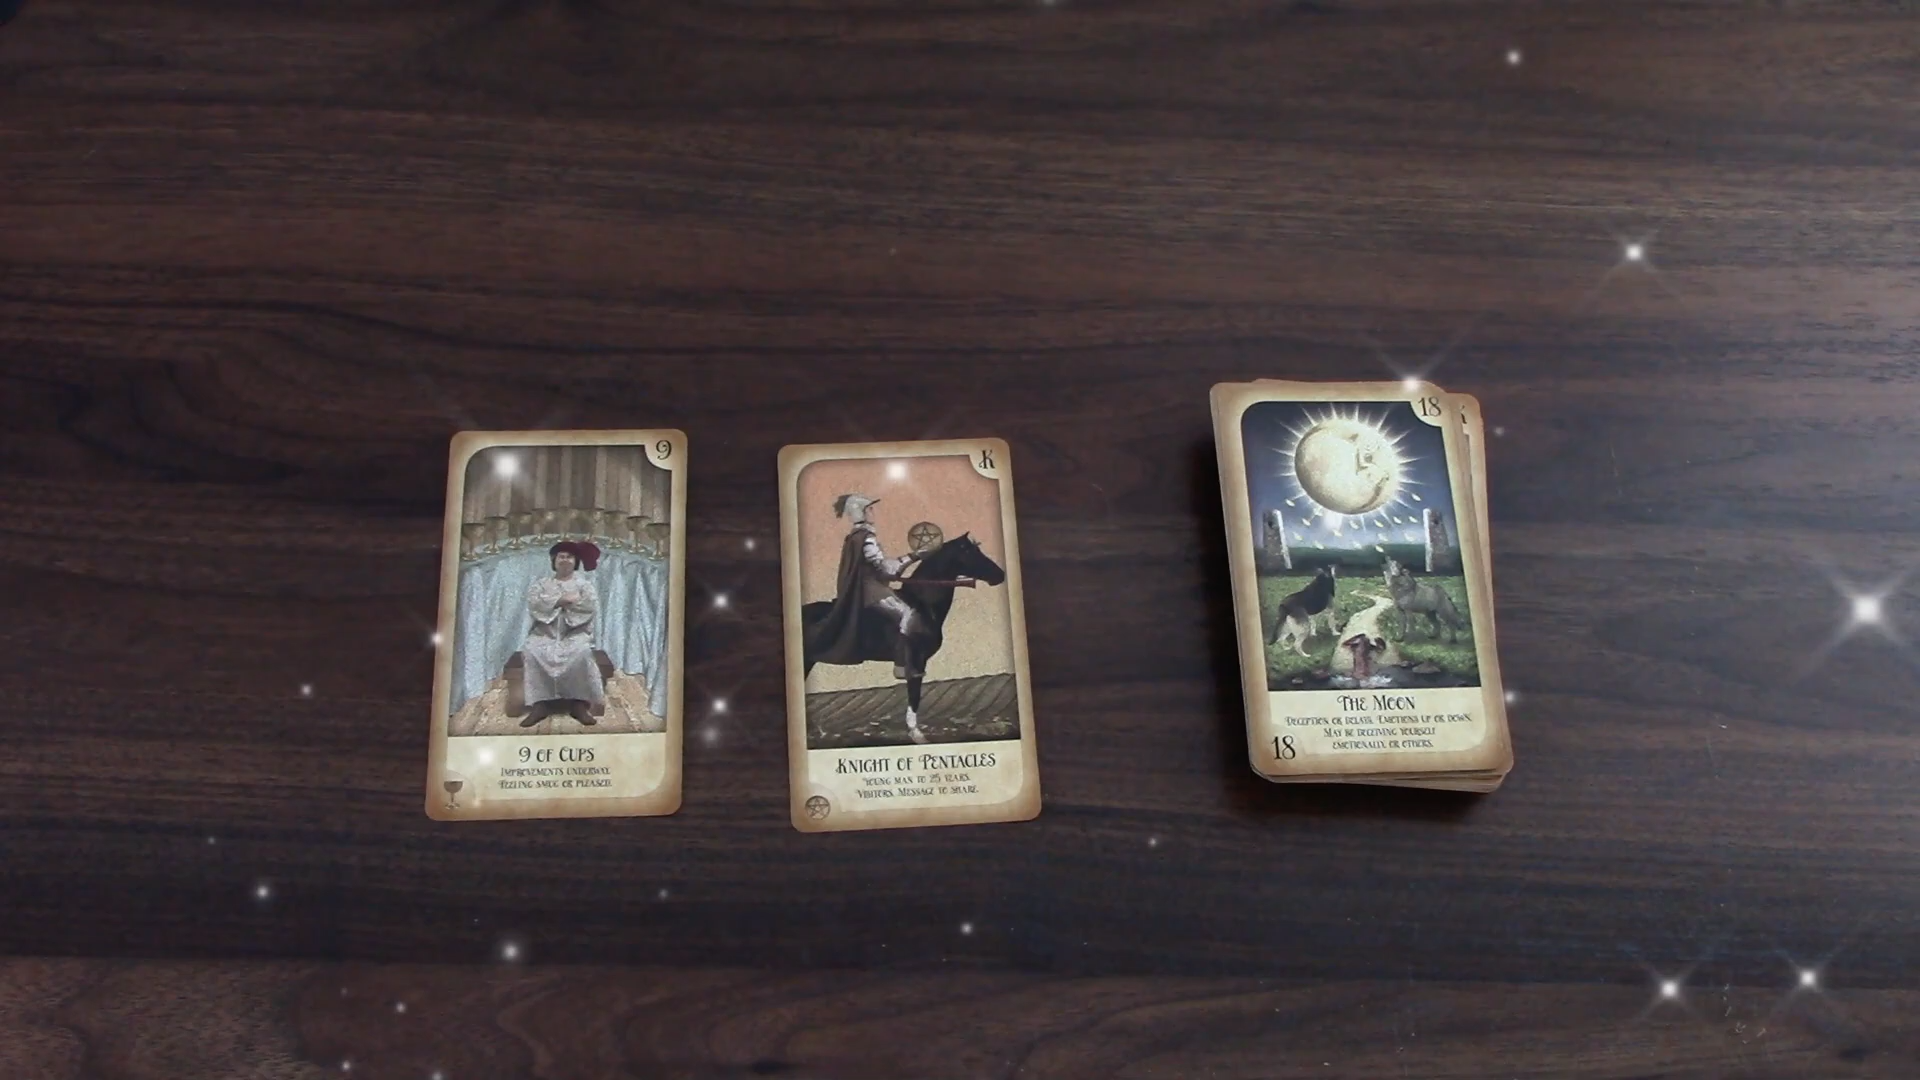 9
9 of Cups
Improvements underway.
Feeling smug or pleased.
K
Knight of Pentacles
Young man to 25 years.
Visitors. Message to share.
18
K
The Moon
Deception or delays. Emotions up or down.
May be deceiving yourself
emotionally, or others.
18